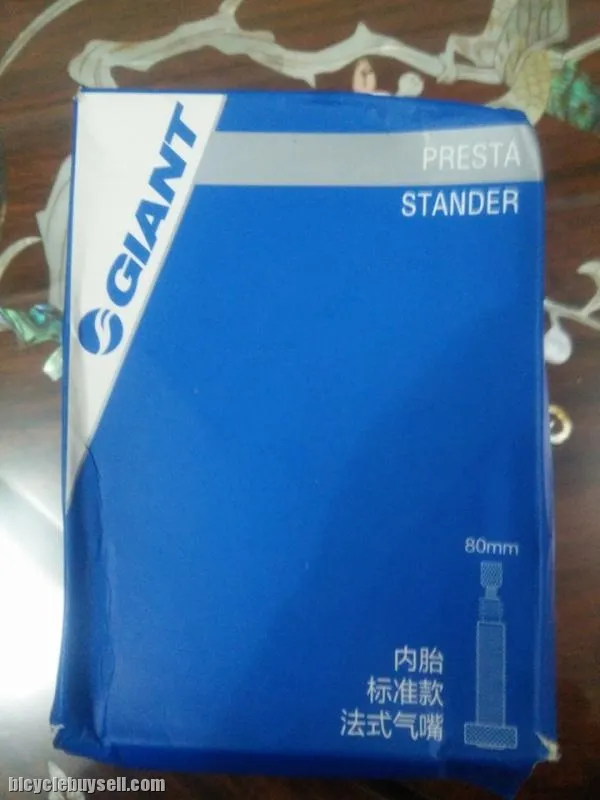 GIANT
PRESTA
STANDER
80mm
内胎
标准款
法式气嘴
bicyclebuysell.com